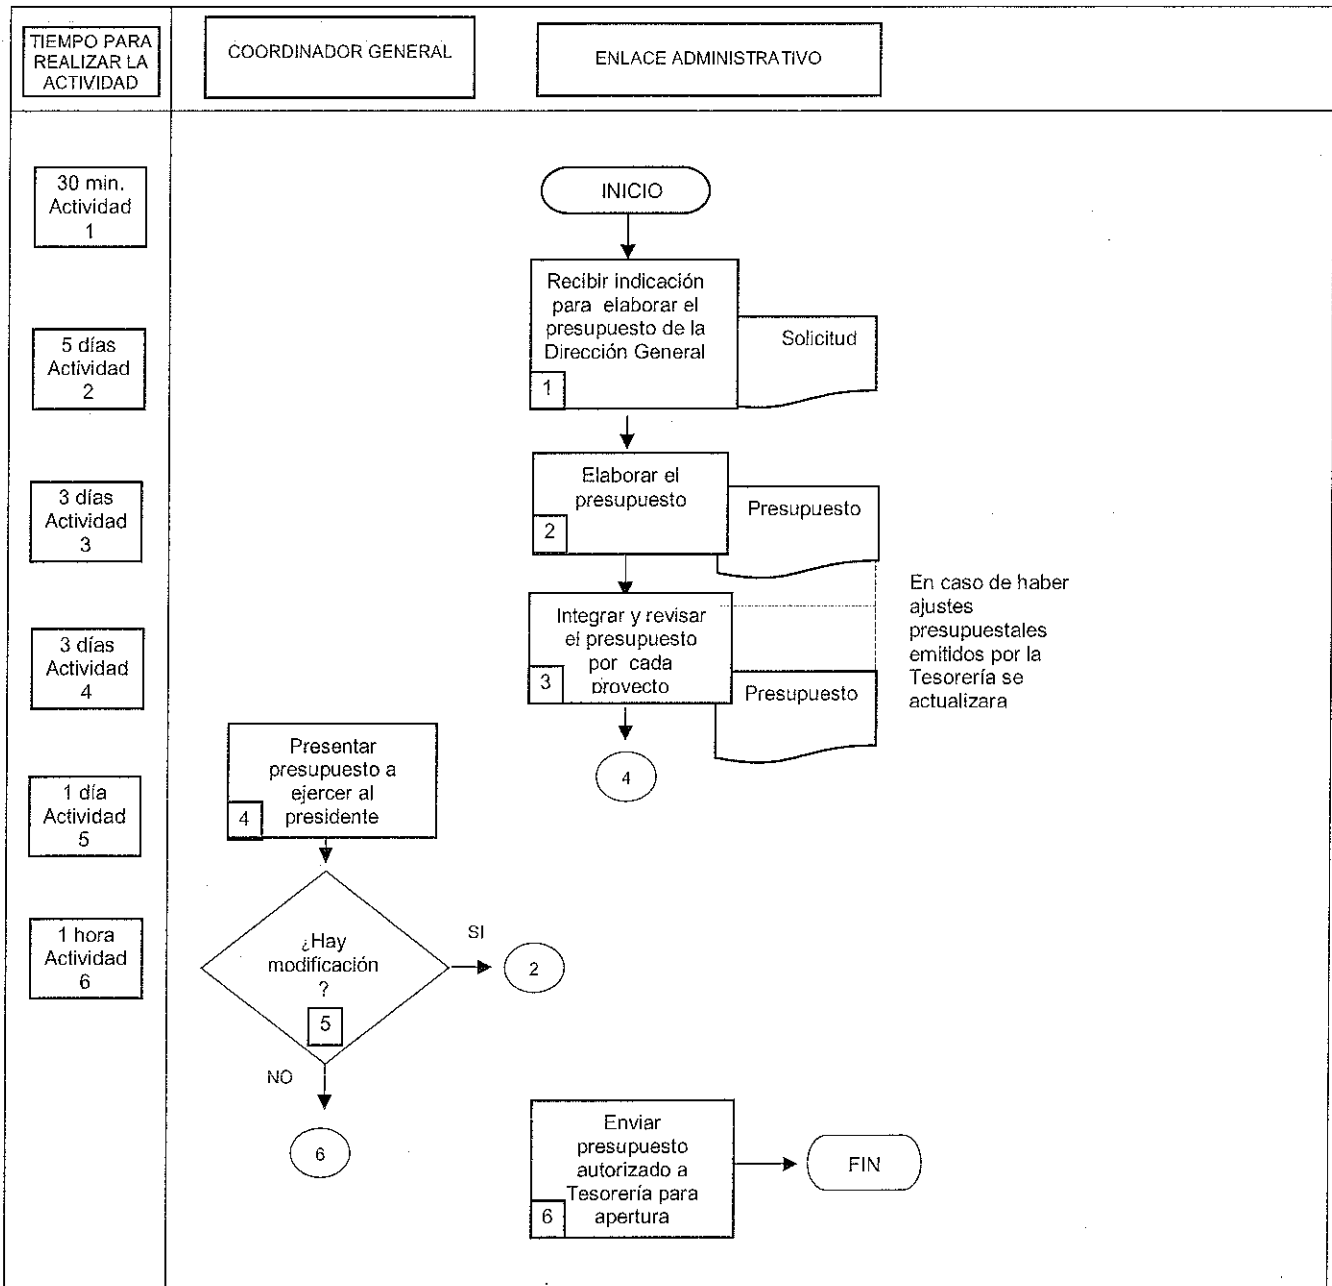 TIEMPO PARA
REALIZAR LA
ACTIVIDAD
COORDINADOR GENERAL
ENLACE ADMINISTRATIVO
30 min.
Actividad
1
5 días
Actividad
2
3 días
Actividad
3
3 días
Actividad
4
1 día
Actividad
5
1 hora
Actividad
6
INICIO
Recibir indicación
para elaborar el
presupuesto de la
Dirección General
1
Solicitud
Elaborar el
presupuesto
2
Presupuesto
Integrar y revisar
el presupuesto
por cada
proyecto
3
Presupuesto
En caso de haber
ajustes
presupuestales
emitidos por la
Tesorería se
actualizara
4
Presentar
presupuesto a
ejercer al
presidente
4
¿Hay
modificación
?
5
SI
2
NO
6
Enviar
presupuesto
autorizado a
Tesorería para
apertura
6
FIN